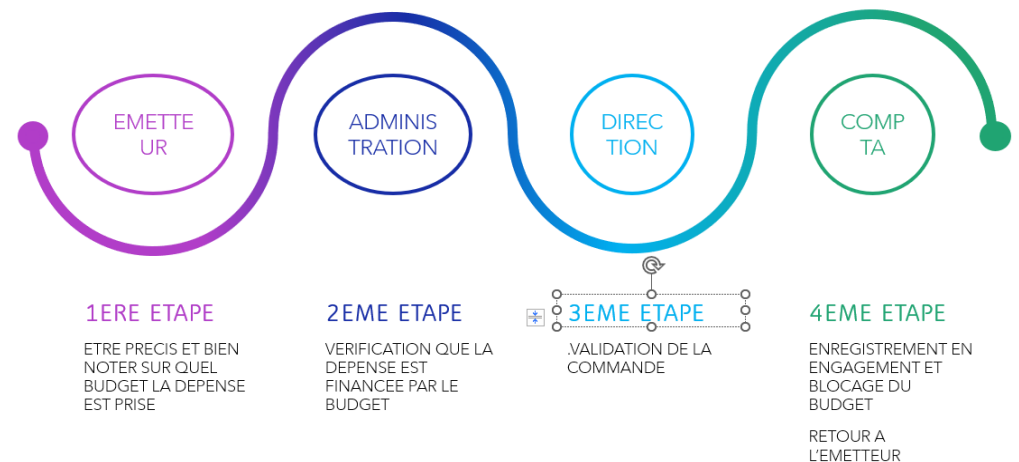 EMETTE
UR
ADMINIS
TRATION
DIREC
TION
COMP
TA
1ERE ETAPE
ETRE PRECIS ET BIEN
NOTER SUR QUEL
BUDGET LA DEPENSE
EST PRISE
2EME ETAPE
VERIFICATION QUE LA
DEPENSE EST
FINANCEE PAR LE
BUDGET
3EME ETAPE
.VALIDATION DE LA
COMMANDE
4EME ETAPE
ENREGISTREMENT EN
ENGAGEMENT ET
BLOCAGE DU
BUDGET
RETOUR A
L'EMETTEUR